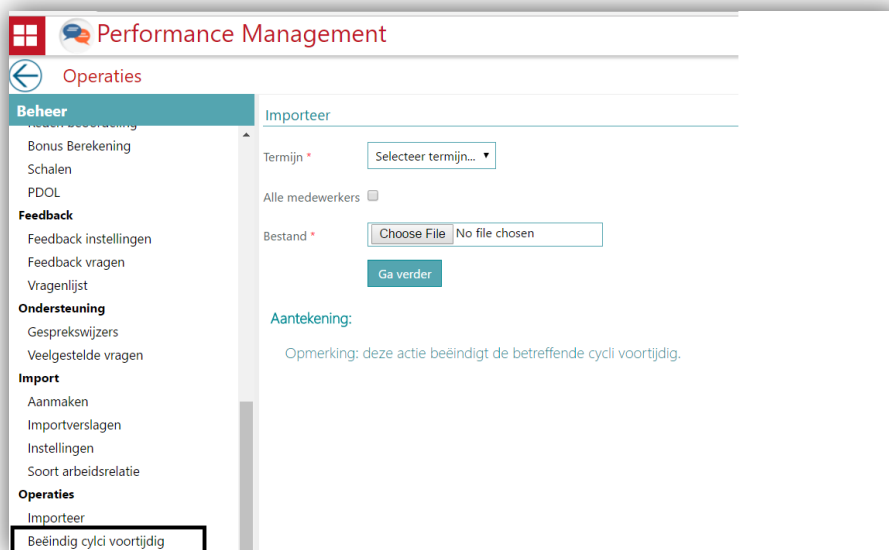 Performance Management
Operaties
Beheer
Bonus Berekening
Schalen
PDOL
Feedback
Feedback instellingen
Feedback vragen
Vragenlijst
Ondersteuning
Gesprekswijzers
Veelgestelde vragen
Import
Aanmaken
Importverslagen
Instellingen
Soort arbeidsrelatie
Operaties
Importeer
Beëindig cylci voortijdig
Importeer
Termijn * Selecteer termijn...
Alle medewerkers
Bestand * Choose File No file chosen
Ga verder
Aantekening:
Opmerking: deze actie beëindigt de betreffende cycli voortijdig.